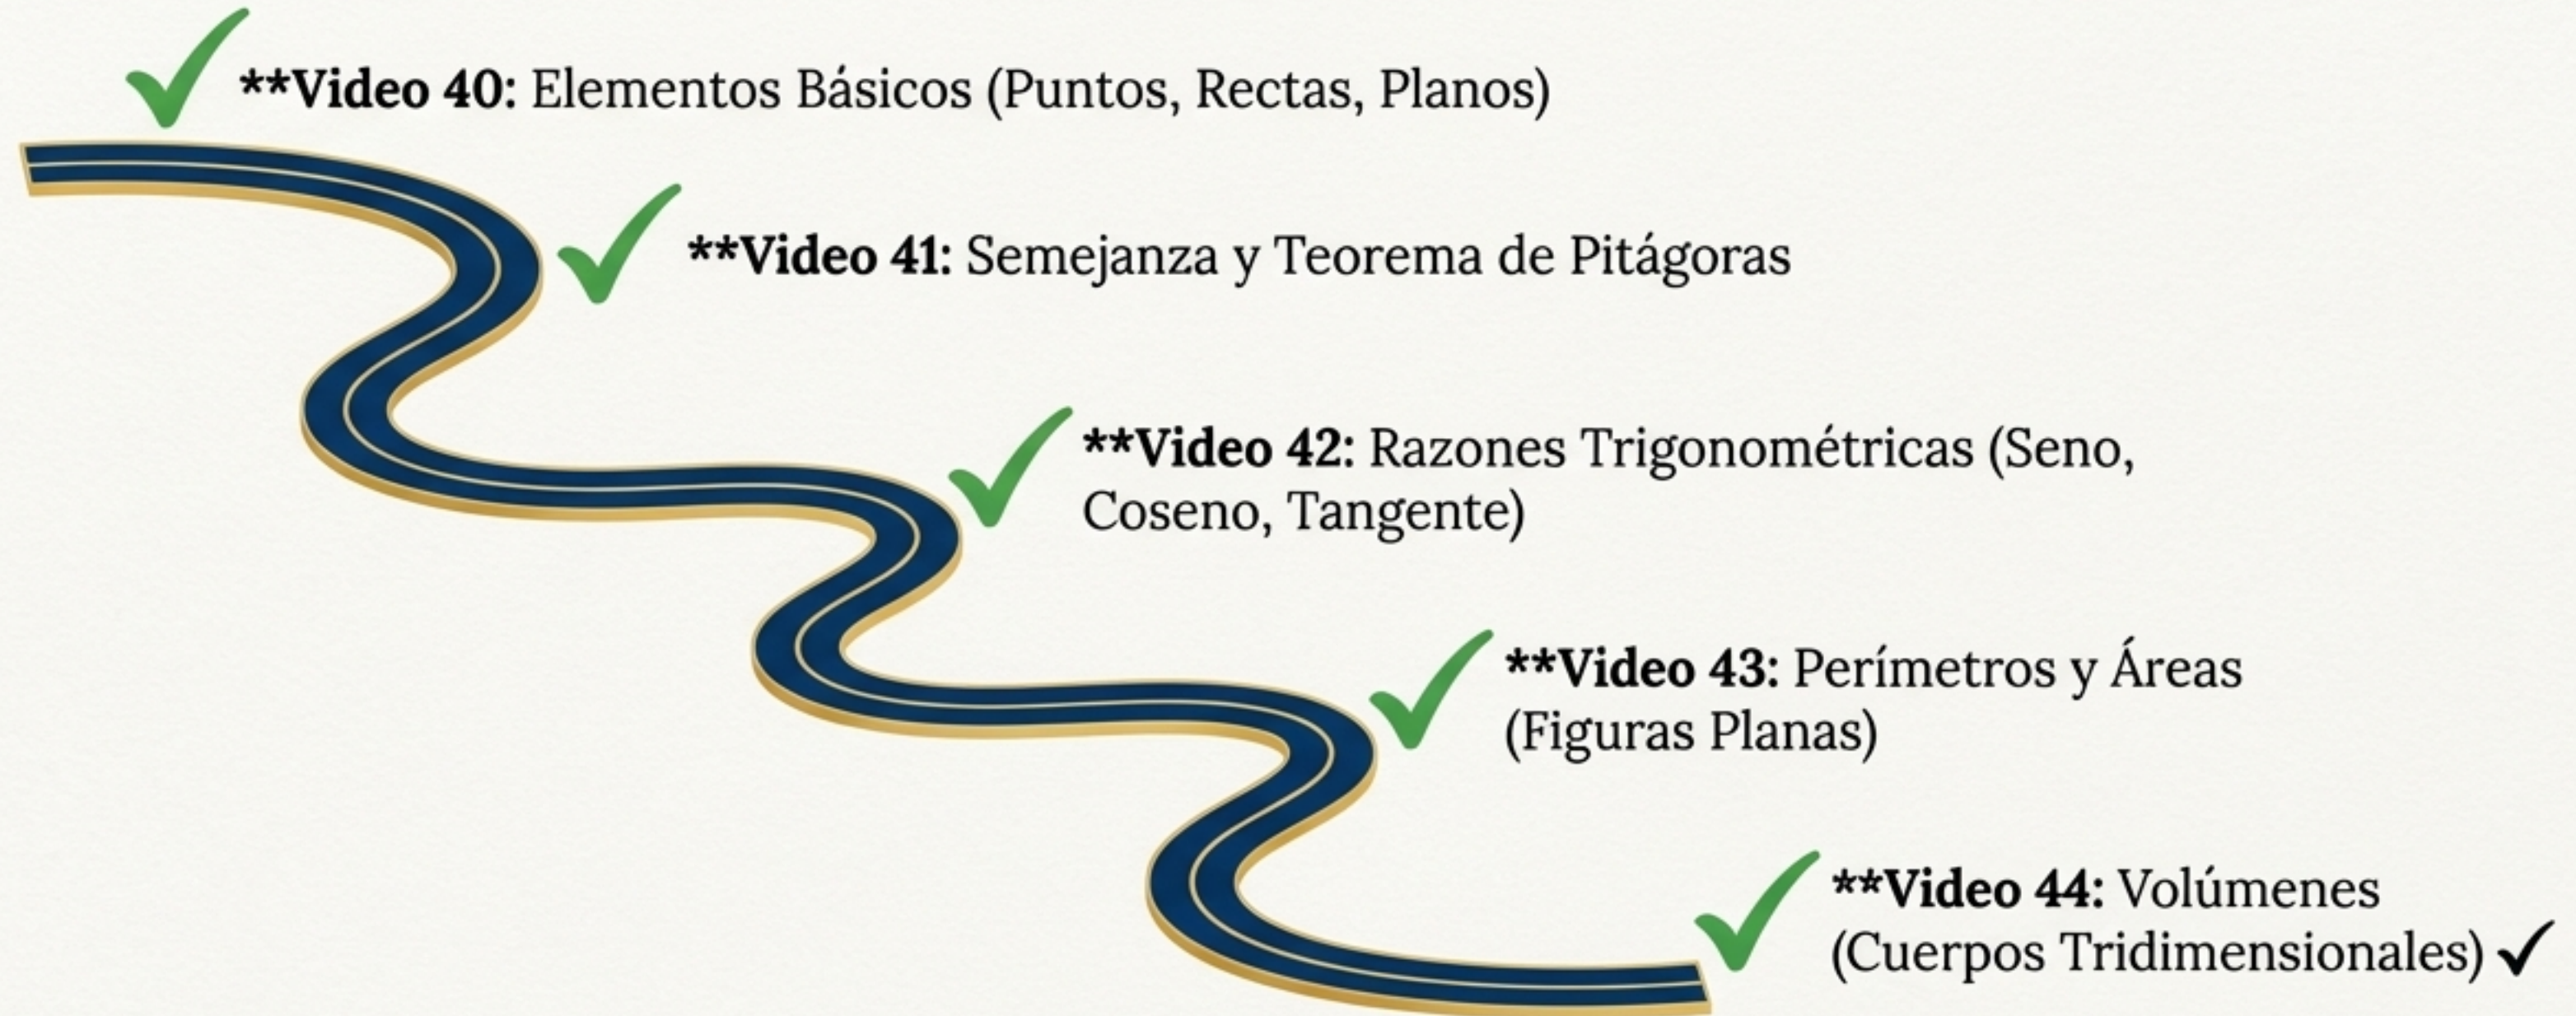 **Video 40: Elementos Básicos (Puntos, Rectas, Planos)
**Video 41: Semejanza y Teorema de Pitágoras
**Video 42: Razones Trigonométricas (Seno,
Coseno, Tangente)
**Video 43: Perímetros y Áreas
(Figuras Planas)
**Video 44: Volúmenes
(Cuerpos Tridimensionales) ✓